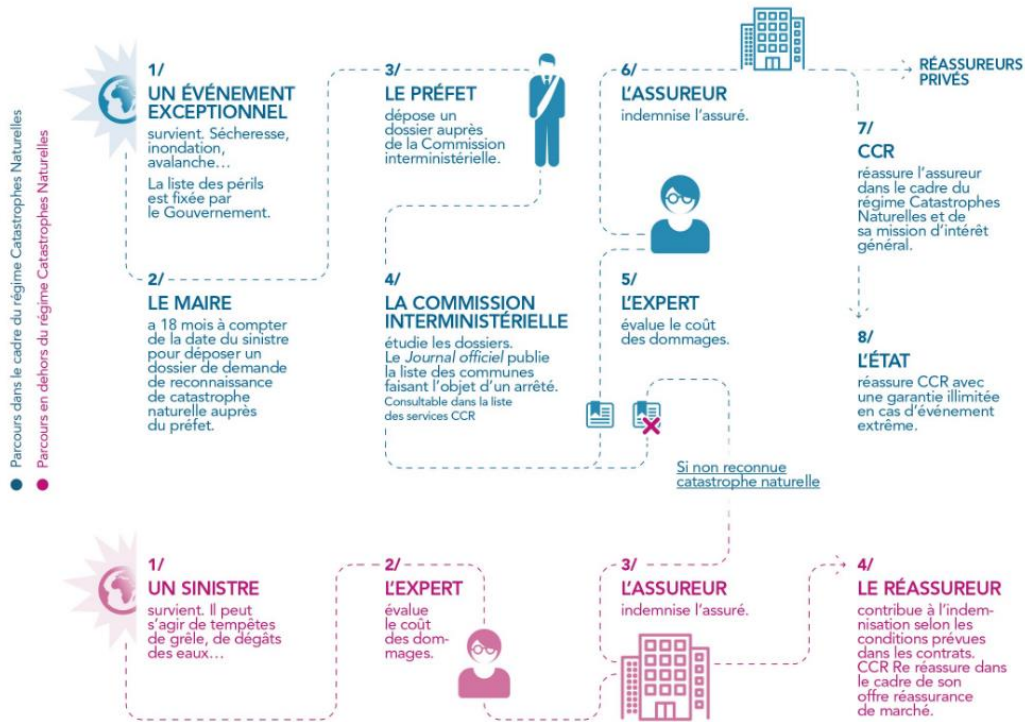 ● Parcours dans le cadre du régime Catastrophes Naturelles
● Parcours en dehors du régime Catastrophes Naturelles
1/
UN ÉVÉNEMENT
EXCEPTIONNEL
survient. Sécheresse,
inondation,
avalanche…
La liste des périls
est fixée par
le Gouvernement.
2/
LE MAIRE
a 18 mois à compter
de la date du sinistre
pour déposer un
dossier de demande
de reconnaissance
de catastrophe
naturelle auprès
du préfet.
3/
LE PRÉFET
dépose un
dossier auprès
de la Commission
interministérielle.
4/
LA COMMISSION
INTERMINISTÉRIELLE
étudie les dossiers.
Le Journal officiel publie
la liste des communes
faisant l'objet d'un arrêté.
Consultable dans la liste
des services CCR
5/
L'EXPERT
évalue le coût
des dommages.
6/
L'ASSUREUR
indemnise l'assuré.
RÉASSUREURS
PRIVÉS
7/
CCR
réassure l'assureur
dans le cadre du
régime Catastrophes
Naturelles et de
sa mission d'intérêt
général.
8/
L'ÉTAT
réassure CCR avec
une garantie illimitée
en cas d'événement
extrême.
Si non reconnue
catastrophe naturelle
1/
UN SINISTRE
survient. Il peut
s'agir de tempêtes
de grêle, de dégâts
des eaux…
2/
L'EXPERT
évalue
le coût
des dom-
mages.
3/
L'ASSUREUR
indemnise l'assuré.
4/
LE RÉASSUREUR
contribue à l'indem-
nisation selon les
conditions prévues
dans les contrats.
CCR Re réassure dans
le cadre de son
offre réassurance
de marché.